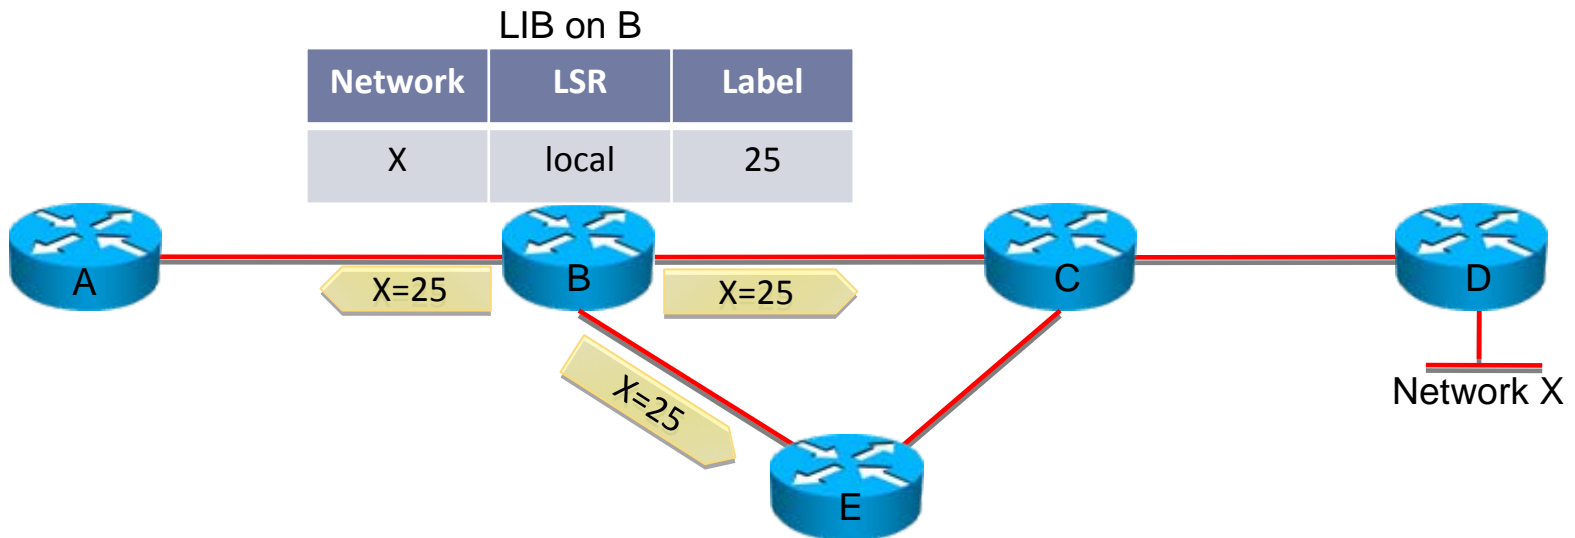 LIB on B
Network LSR Label
X local 25
A B C D
X=25 X=25
X=25
Network X
E